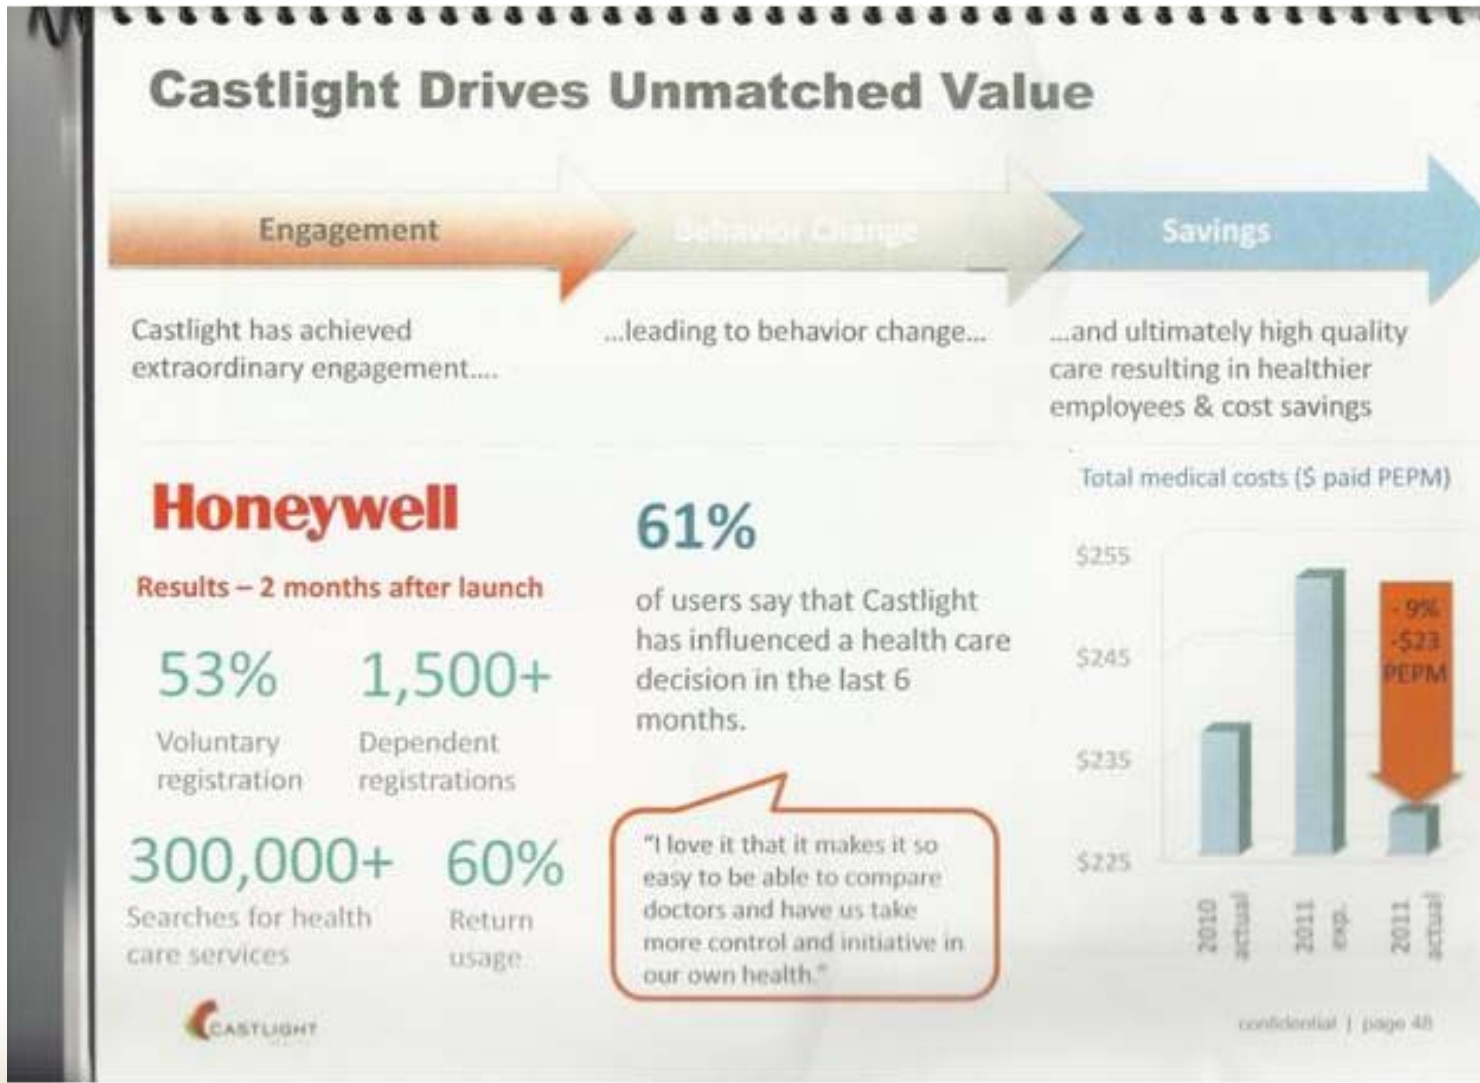 Castlight Drives Unmatched Value
Engagement
Behavior Change
Savings
Castlight has achieved
extraordinary engagement....
...leading to behavior change...
...and ultimately high quality
care resulting in healthier
employees & cost savings
Honeywell
Results – 2 months after launch
53%
Voluntary
registration
1,500+
Dependent
registrations
300,000+
Searches for health
care services
60%
Return
usage
61%
of users say that Castlight
has influenced a health care
decision in the last 6
months.
"I love it that it makes it so
easy to be able to compare
doctors and have us take
more control and initiative in
our own health."
Total medical costs ($ paid PEPM)
$255
$245
$235
$225
- 9%
-$23
PEPM
2010
actual
2011
exp.
2011
actual
CASTLIGHT
confidential | page 48